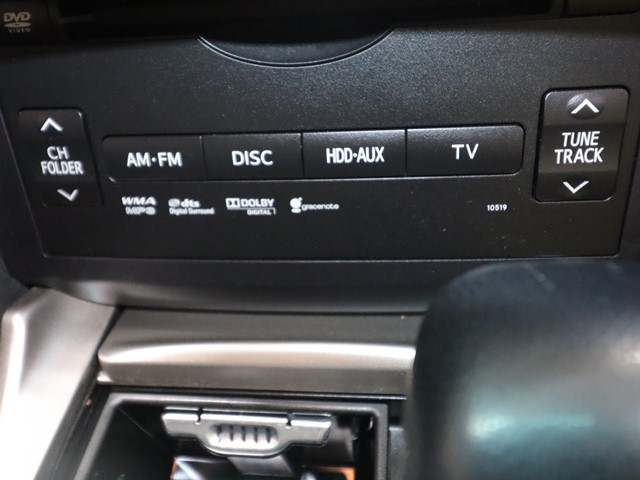 DVD
VIDEO
CH
FOLDER
AM·FM
DISC
HDD·AUX
TV
TUNE
TRACK
WMA
MP3
dts
Digital Surround
DOLBY
DIGITAL
gracenote
10519